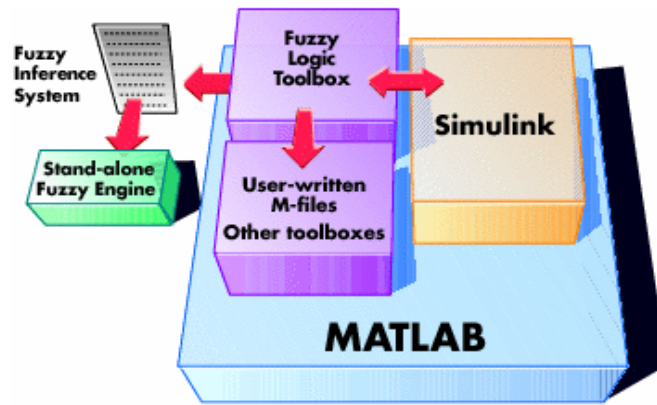 Fuzzy
Inference
System
Fuzzy
Logic
Toolbox
Simulink
Stand-alone
Fuzzy Engine
User-written
M-files
Other toolboxes
MATLAB